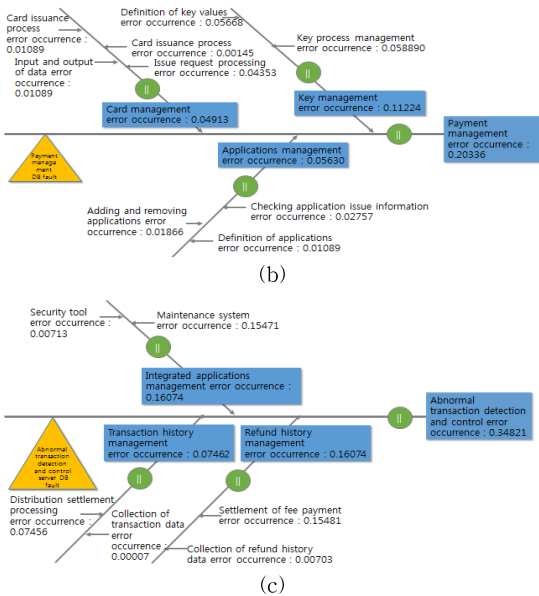 Card issuance
process
error occurrence :
0.01089
Definition of key values
error occurrence : 0.05668
Card issuance process
error occurrence : 0.00145
Key process management
error occurrence : 0.058890
Input and output
of data error
occurrence :
0.01089
Issue request processing
error occurrence : 0.04353
||
||
Card management
error occurrence : 0.04913
Key management
error occurrence : 0.11224
||
Payment
management
error occurrence :
0.20336
Payment
manage
ment
DB fault
Applications management
error occurrence : 0.05630
||
Adding and removing
applications error
occurrence : 0.01866
Checking application issue information
error occurrence : 0.02757
Definition of applications
error occurrence : 0.01089
(b)
Security tool
error occurrence :
0.00713
Maintenance system
error occurrence : 0.15471
||
Integrated applications
management error occurrence :
0.16074
||
Abnormal
transaction detection
and control error
occurrence : 0.34821
Abnormal
transaction
detection
and control
server DB
fault
Transaction history
management
error occurrence : 0.07462
Refund history
management
error occurrence : 0.16074
||
||
Distribution settlement
processing
error occurrence :
0.07456
Collection of
transaction data
error
occurrence :
0.00007
Settlement of fee payment
error occurrence : 0.15481
Collection of refund history
data error occurrence : 0.00703
(c)